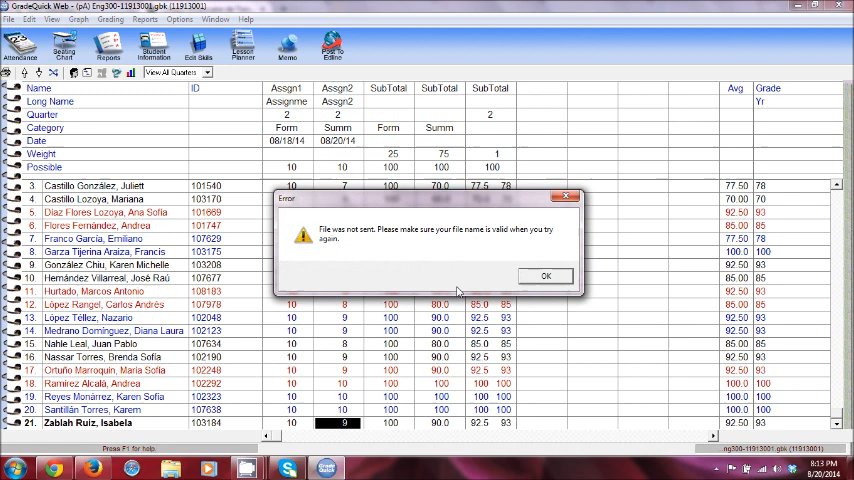 GradeQuick Web - (pA) Eng300-11913001.gbk (11913001)
File Edit View Graph Grading Reports Options Window Help
Attendance Seating Chart Reports Student Information Edit Skills Lesson Planner Memo Post To Edline
View All Quarters
Name ID Assgn1 Assgn2 SubTotal SubTotal SubTotal Avg Grade
Long Name Assignme Assgn2 Yr
Quarter 2 2 2
Category Form Summ Form Summ
Date 08/18/14 08/20/14
Weight 25 75 1
Possible 10 10 100 100 100
3. Castillo González, Juliett 101540 10 7 100 70.0 77.5 78 77.50 78
4. Castillo Lozoya, Mariana 103170 70.00 70
5. Díaz Flores Lozoya, Ana Sofía 101669 92.50 93
6. Flores Fernández, Andrea 101747 85.00 85
7. Franco García, Emiliano 107629 77.50 78
8. Garza Tijerina Araiza, Francis 103175 100.0 100
9. González Chiu, Karen Michelle 103208 92.50 93
10. Hernández Villarreal, José Raú 107677 85.00 85
11. Hurtado, Marcos Antonio 103181 85.00 85
12. López Rangel, Carlos Andrés 107978 10 8 100 80.0 85.0 85 85.00 85
13. López Téllez, Nazario 102048 10 9 100 90.0 92.5 93 92.50 93
14. Medrano Domínguez, Diana Laura 102123 10 9 100 90.0 92.5 93 92.50 93
15. Nahle Leal, Juan Pablo 107634 10 8 100 80.0 85.0 85 85.00 85
16. Nassar Torres, Brenda Sofía 102190 10 9 100 90.0 92.5 93 92.50 93
17. Ortuño Marroquín, María Sofía 102248 10 9 100 90.0 92.5 93 92.50 93
18. Ramírez Alcalá, Andrea 102292 10 10 100 100 100 100 100.0 100
19. Reyes Monárrez, Karen Sofía 102323 10 10 100 100 100 100 100.0 100
20. Santillán Torres, Karem 107638 10 10 100 100 100 100 100.0 100
21. Zablah Ruiz, Isabela 103184 10 9 100 90.0 92.5 93 92.50 93
Error
File was not sent. Please make sure your file name is valid when you try
again.
OK
Press F1 for help.
ng300-11913001.gbk (11913001)
8:13 PM
8/20/2014